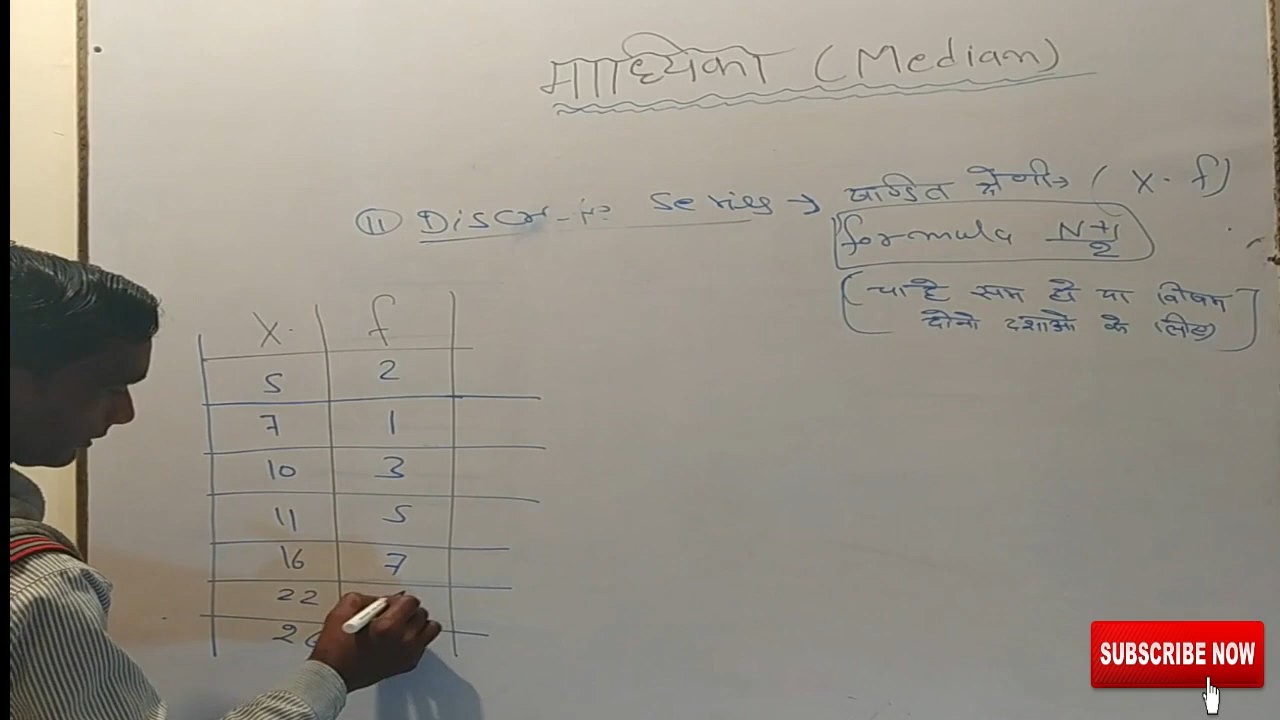 माध्यिका (Median)
(II) Series → खण्डित श्रेणी → ( X . f )
formula N+1/2
( चाहे सम हो या विषम
दोनो दशाओ के
X. f
5 2
7 1
10 3
11 5
16 7
22
SUBSCRIBE NOW